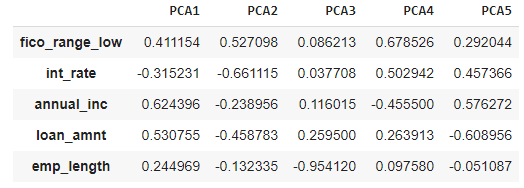 PCA1 PCA2 PCA3 PCA4 PCA5
fico_range_low 0.411154 0.527098 0.086213 0.678526 0.292044
int_rate -0.315231 -0.661115 0.037708 0.502942 0.457366
annual_inc 0.624396 -0.238956 0.116015 -0.455500 0.576272
loan_amnt 0.530755 -0.458783 0.259500 0.263913 -0.608956
emp_length 0.244969 -0.132335 -0.954120 0.097580 -0.051087